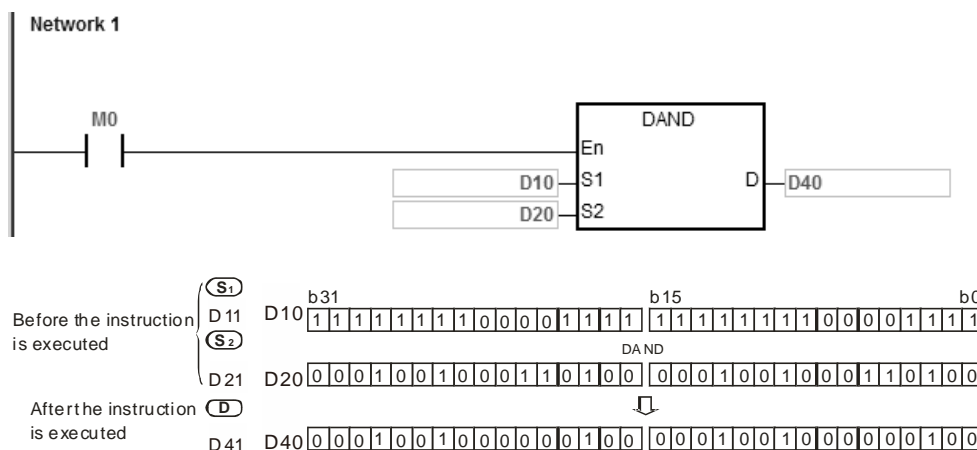 Network 1
M0
DAND
En
D10 S1 D D40
D20 S2
S1 b31 b15 b0
D11 D10 1 1 1 1 1 1 1 1 0 0 0 0 1 1 1 1 1 1 1 1 1 1 1 1 0 0 0 0 1 1 1 1
Before the instruction
is executed
S2 DAND
D21 D20 0 0 0 1 0 0 1 0 0 0 1 1 0 1 0 0 0 0 0 1 0 0 1 0 0 0 1 1 0 1 0 0
After the instruction D
is executed
D41 D40 0 0 0 1 0 0 1 0 0 0 0 0 0 1 0 0 0 0 0 1 0 0 1 0 0 0 0 0 0 1 0 0